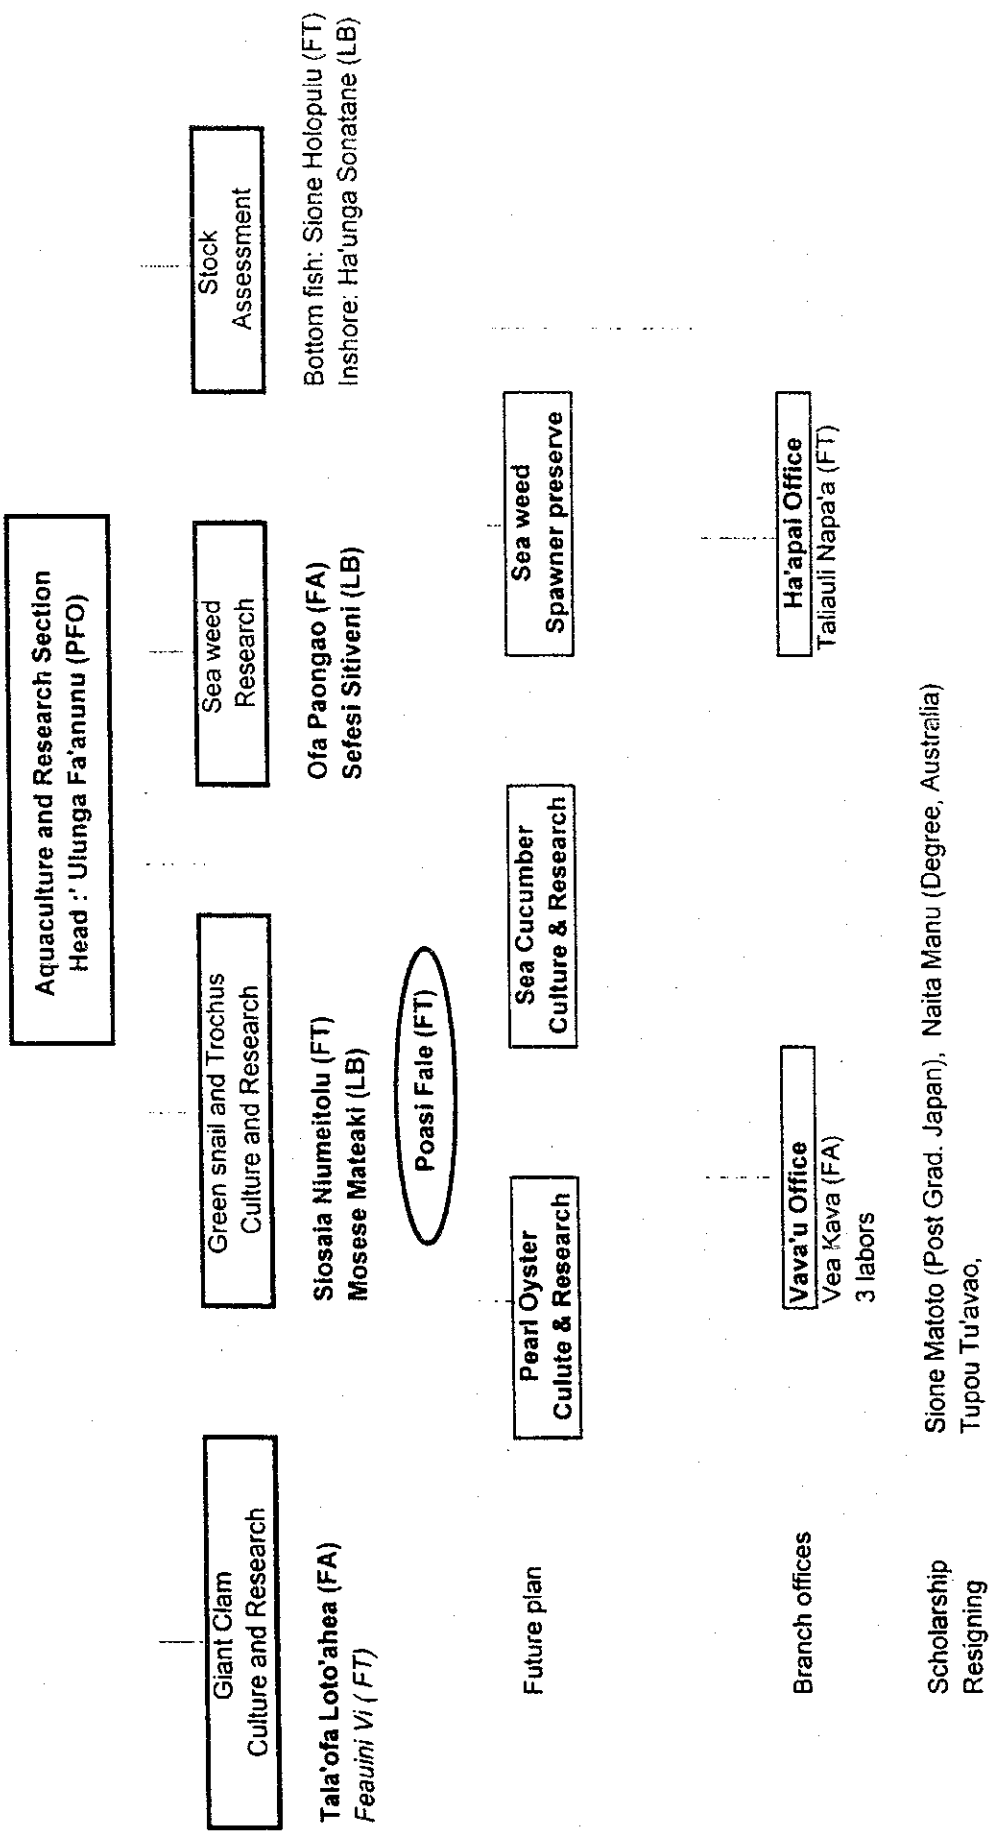 Aquaculture and Research Section
Head :' Ulunga Fa'anunu (PFO)
Giant Clam
Culture and Research
Green snail and Trochus
Culture and Research
Sea weed
Research
Stock
Assessment
Tala'ofa Loto'ahea (FA)
Feauini Vi ( FT)
Siosaia Niumeitolu (FT)
Mosese Mateaki (LB)
Ofa Paongao (FA)
Sefesi Sitiveni (LB)
Bottom fish: Sione Holopulu (FT)
Inshore: Ha'unga Sonatane (LB)
Poasi Fale (FT)
Future plan
Pearl Oyster
Culute & Research
Sea Cucumber
Culture & Research
Sea weed
Spawner preserve
Branch offices
Vava'u Office
Vea Kava (FA)
3 labors
Ha'apai Office
Taliauli Napa'a (FT)
Scholarship
Sione Matoto (Post Grad. Japan), Naita Manu (Degree, Australia)
Resigning
Tupou Tu'avao,